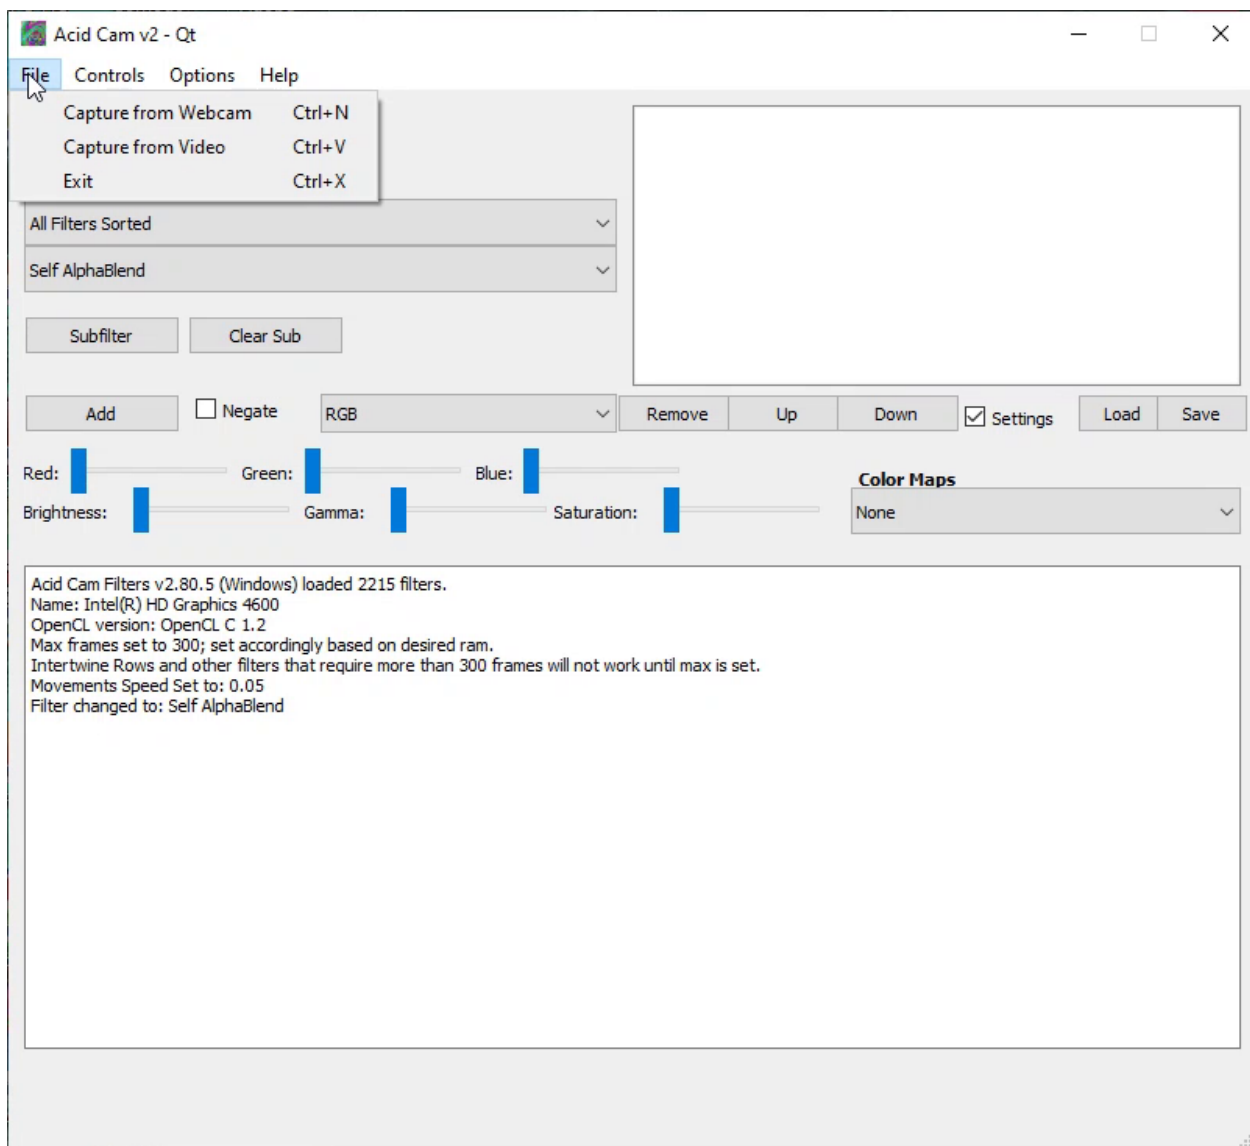 Acid Cam v2 - Qt
File Controls Options Help
Capture from Webcam Ctrl+N
Capture from Video Ctrl+V
Exit Ctrl+X
All Filters Sorted
Self AlphaBlend
Subfilter Clear Sub
Add Negate RGB Remove Up Down Settings Load Save
Red: Green: Blue:
Color Maps
Brightness: Gamma: Saturation: None
Acid Cam Filters v2.80.5 (Windows) loaded 2215 filters.
Name: Intel(R) HD Graphics 4600
OpenCL version: OpenCL C 1.2
Max frames set to 300; set accordingly based on desired ram.
Intertwine Rows and other filters that require more than 300 frames will not work until max is set.
Movements Speed Set to: 0.05
Filter changed to: Self AlphaBlend